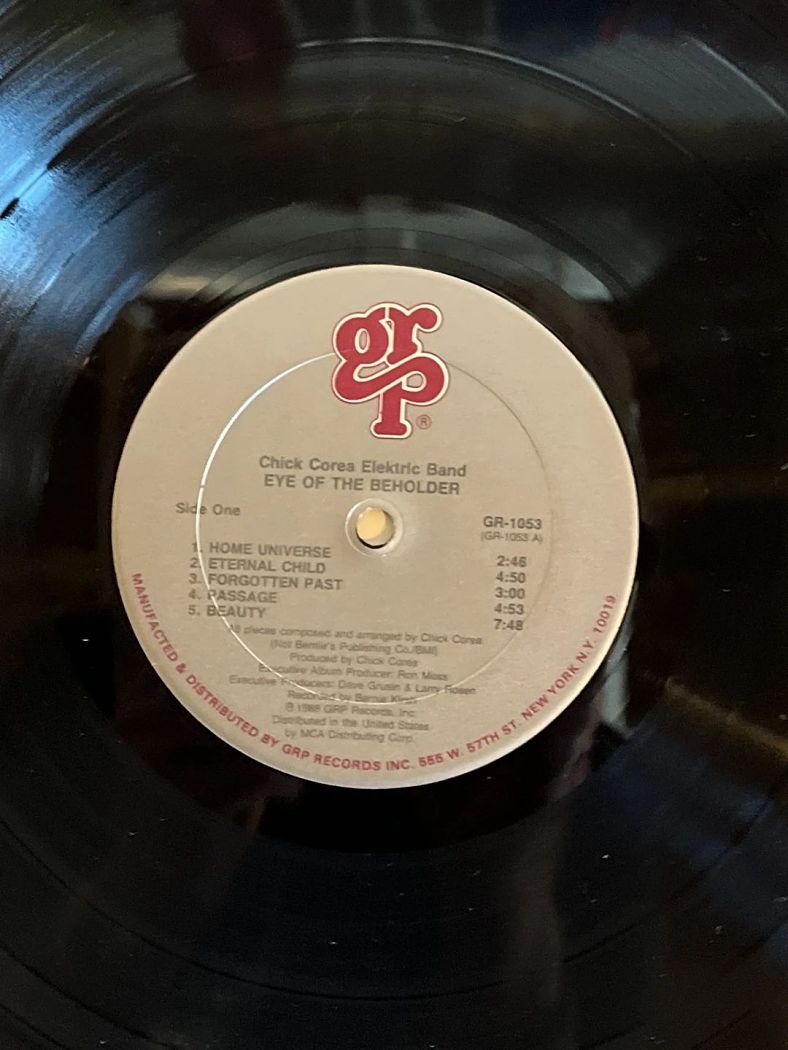 grp®
Chick Corea Elektric Band
EYE OF THE BEHOLDER
Side One
GR-1053
(GR-1053 A)
1. HOME UNIVERSE 2:46
2. ETERNAL CHILD 4:50
3. FORGOTTEN PAST 3:00
4. PASSAGE 4:53
5. BEAUTY 7:48
All pieces composed and arranged by Chick Corea
(Not Bernie's Publishing Co./BMI)
Produced by Chick Corea
Executive Album Producer: Ron Moss
Executive Producers: Dave Grusin & Larry Rosen
Recorded by Bernie Kirsh
℗ 1988 GRP Records, Inc.
Distributed in the United States
by MCA Distributing Corp.
MANUFACTURED & DISTRIBUTED BY GRP RECORDS INC. 555 W. 57TH ST. NEW YORK N.Y. 10019